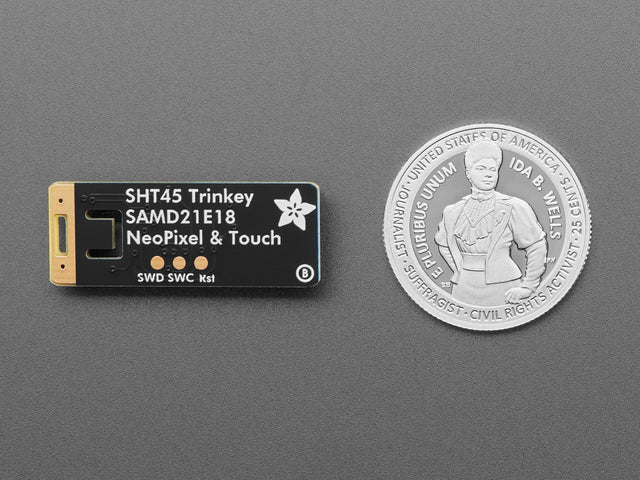 SHT45 Trinkey
SAMD21E18
NeoPixel & Touch
SWD SWC Rst
B
UNITED STATES OF AMERICA
E PLURIBUS UNUM
IDA B. WELLS
JOURNALIST · SUFFRAGIST · CIVIL RIGHTS ACTIVIST · 25 CENTS